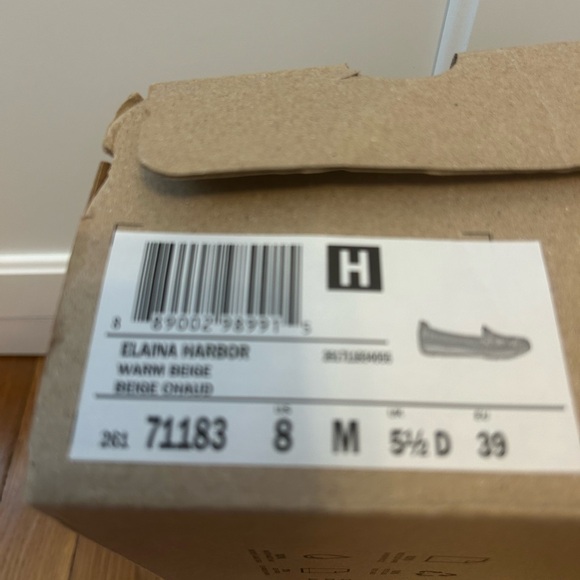 H
8 89002 98991 5
ELAINA HARBOR
WARM BEIGE
BEIGE CHAUD
261 71183 8 M 5½ D 39